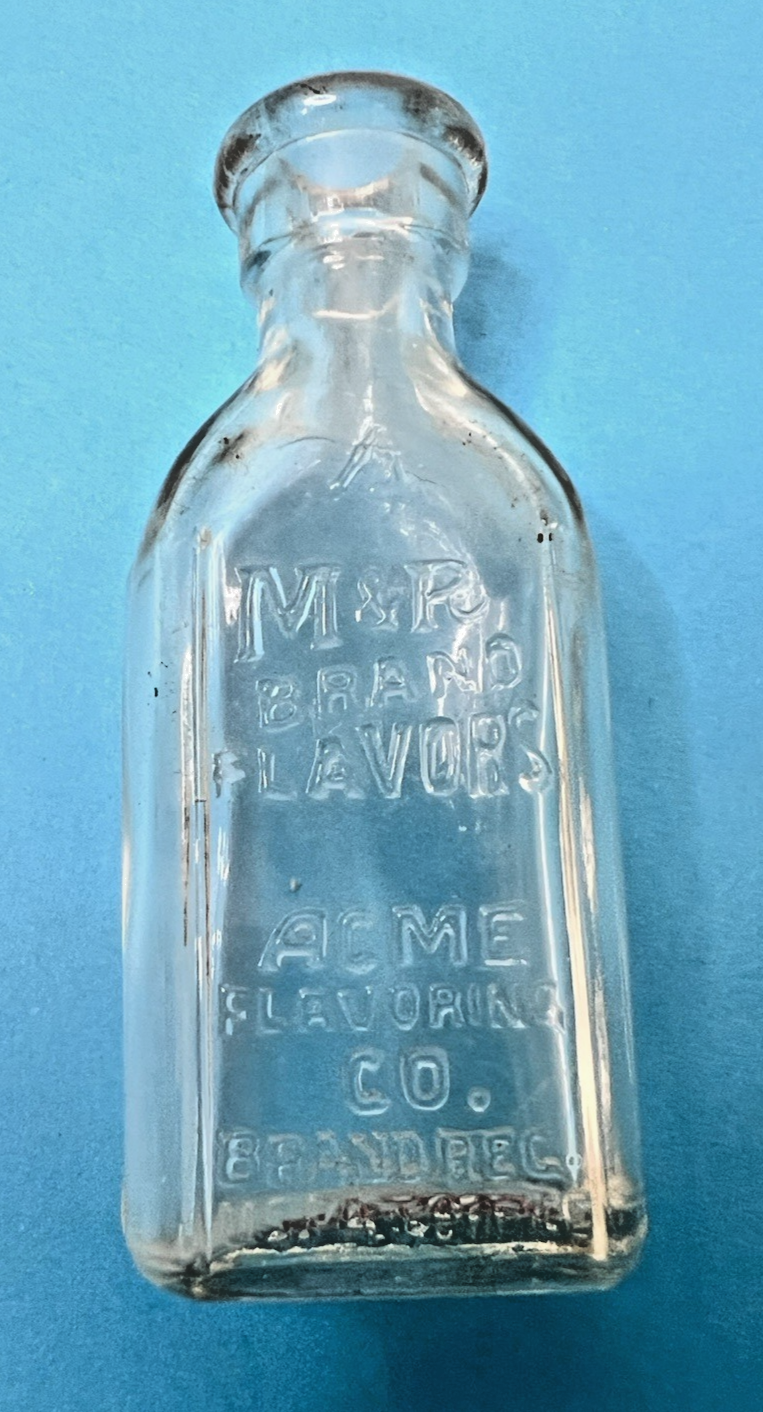 A
M & R
BRAND
FLAVORS
ACME
FLAVORING
CO.
BRAND REG.